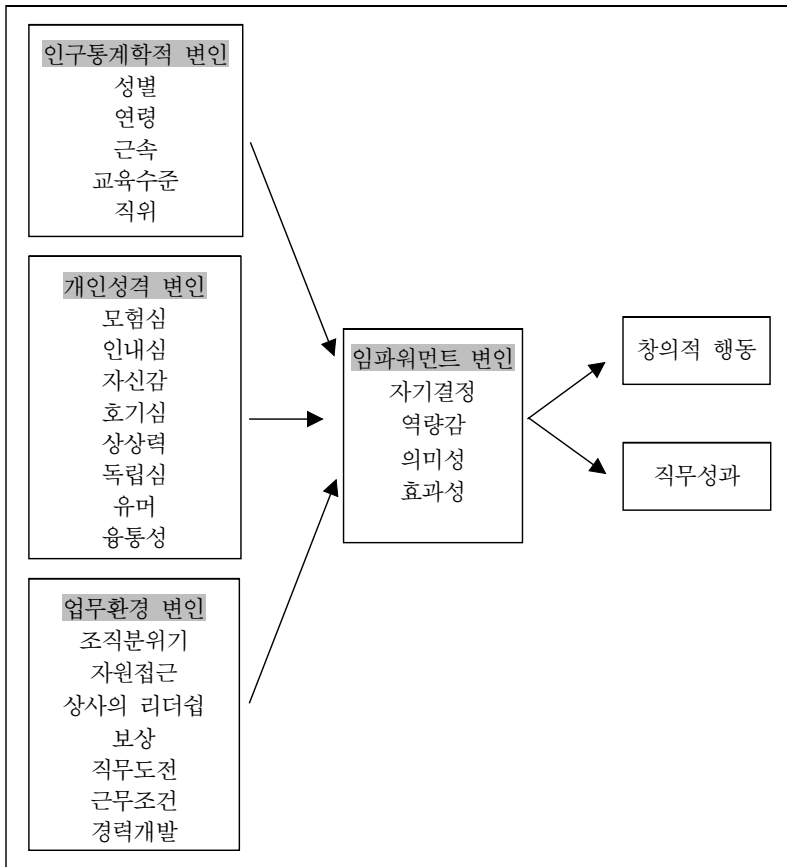 인구통계학적 변인
성별
연령
근속
교육수준
직위
개인성격 변인
모험심
인내심
자신감
호기심
상상력
독립심
유머
융통성
업무환경 변인
조직분위기
자원접근
상사의 리더쉽
보상
직무도전
근무조건
경력개발
임파워먼트 변인
자기결정
역량감
의미성
효과성
창의적 행동
직무성과